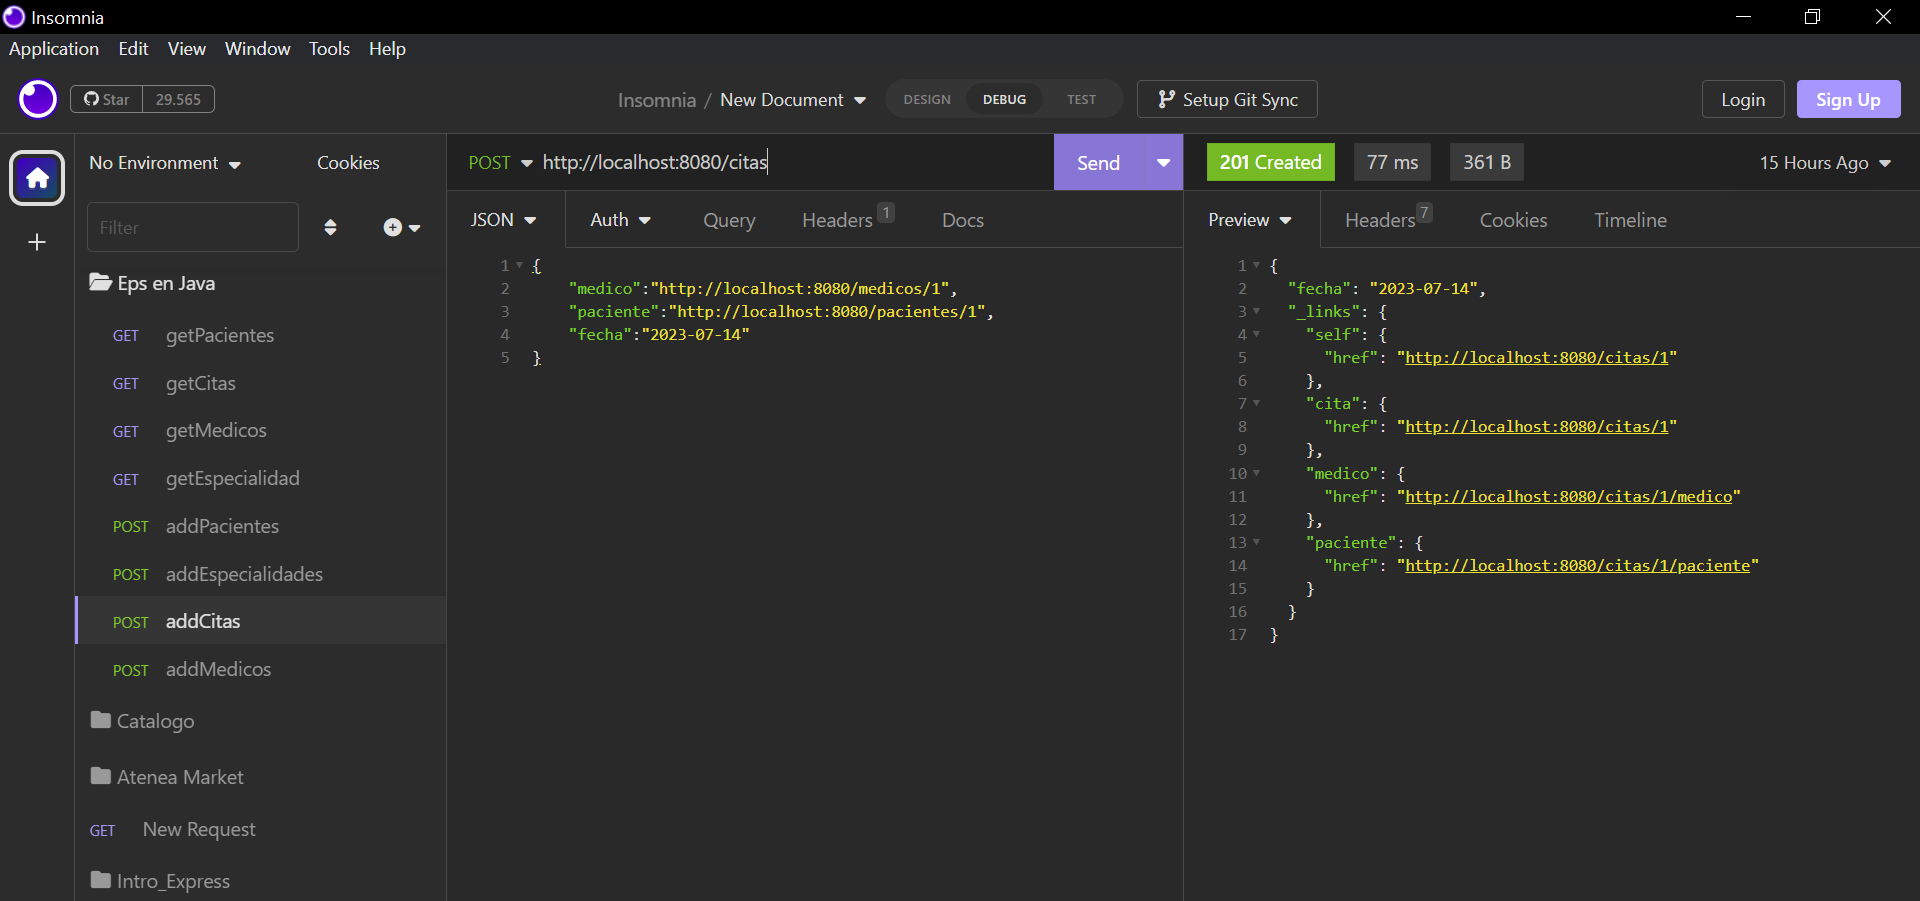 Insomnia
Application Edit View Window Tools Help
Star 29.565
Insomnia / New Document DESIGN DEBUG TEST Setup Git Sync Login Sign Up
No Environment Cookies
Filter
Eps en Java
GET getPacientes
GET getCitas
GET getMedicos
GET getEspecialidad
POST addPacientes
POST addEspecialidades
POST addCitas
POST addMedicos
Catalogo
Atenea Market
GET New Request
Intro_Express
POST http://localhost:8080/citas Send
JSON Auth Query Headers 1 Docs
1 {
2 "medico":"http://localhost:8080/medicos/1",
3 "paciente":"http://localhost:8080/pacientes/1",
4 "fecha":"2023-07-14"
5 }
201 Created 77 ms 361 B 15 Hours Ago
Preview Headers 7 Cookies Timeline
1 {
2 "fecha": "2023-07-14",
3 "_links": {
4 "self": {
5 "href": "http://localhost:8080/citas/1"
6 },
7 "cita": {
8 "href": "http://localhost:8080/citas/1"
9 },
10 "medico": {
11 "href": "http://localhost:8080/citas/1/medico"
12 },
13 "paciente": {
14 "href": "http://localhost:8080/citas/1/paciente"
15 }
16 }
17 }